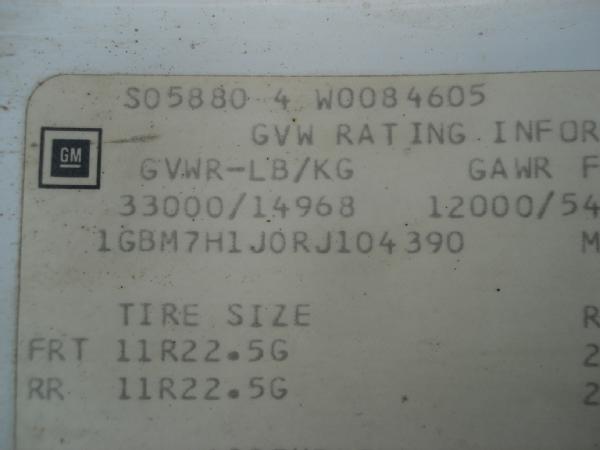 S05880 4 W0084605
GVW RATING INFOR
GM
GVWR-LB/KG GAWR F
33000/14968 12000/54
1GBM7H1J0RJ104390 M
TIRE SIZE R
FRT 11R22.5G 2
RR 11R22.5G 2